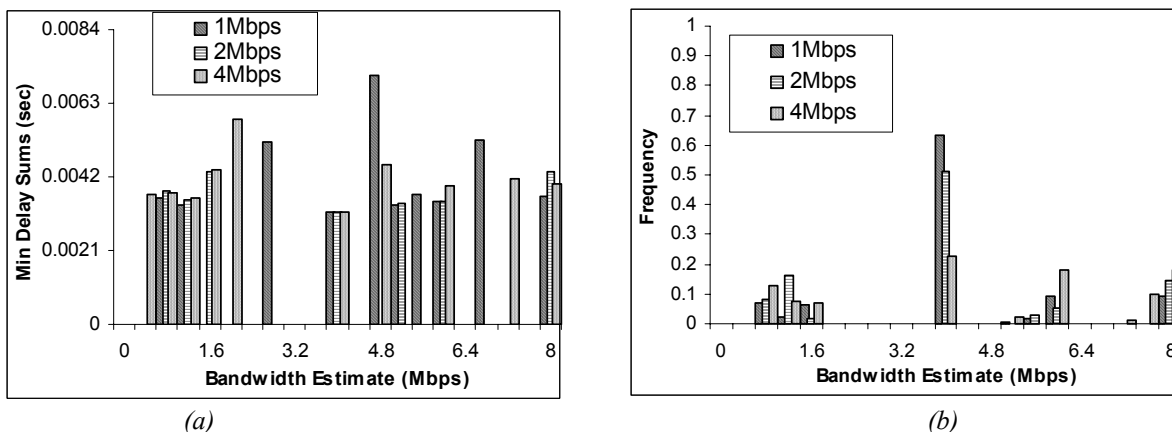 0.0084
0.0063
0.0042
0.0021
0
Min Delay Sums (sec)
1Mbps
2Mbps
4Mbps
0 1.6 3.2 4.8 6.4 8
Bandwidth Estimate (Mbps)
(a)
1
0.9
0.8
0.7
0.6
0.5
0.4
0.3
0.2
0.1
0
Frequency
1Mbps
2Mbps
4Mbps
0 1.6 3.2 4.8 6.4 8
Bandwidth Estimate (Mbps)
(b)